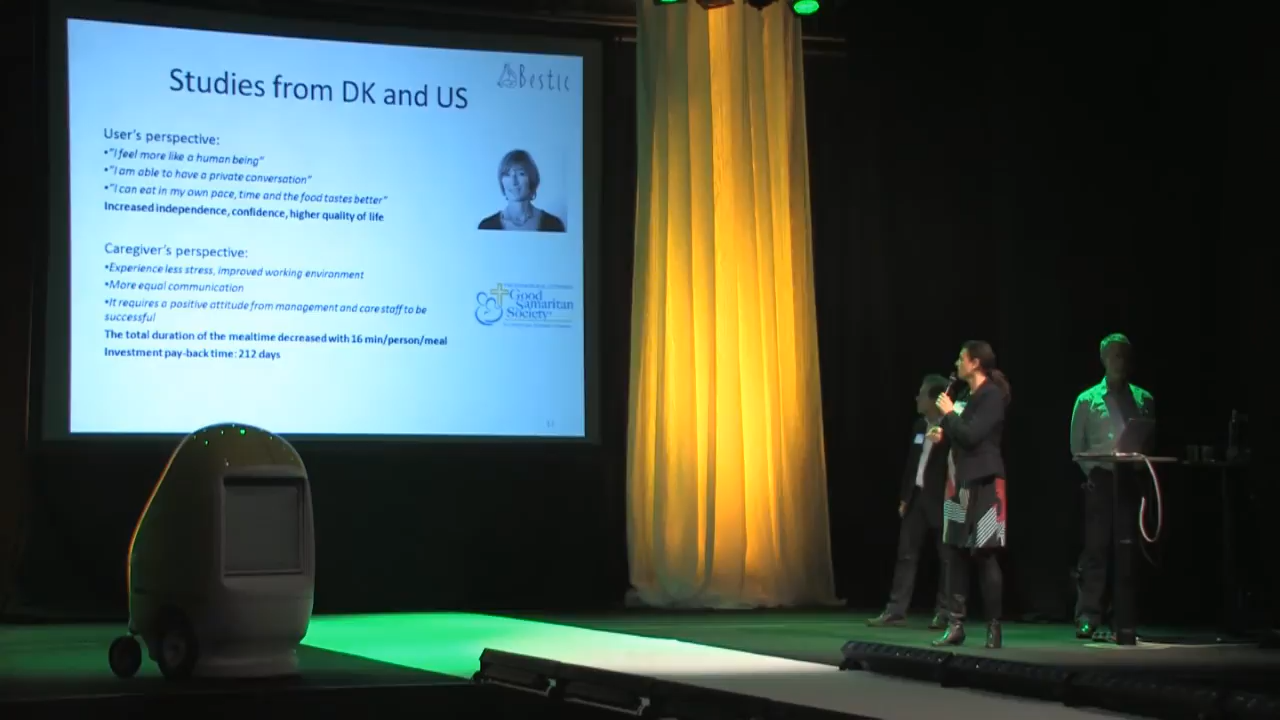 Studies from DK and US
Bestic
User's perspective:
•"I feel more like a human being"
•"I am able to have a private conversation"
•"I can eat in my own pace, time and the food tastes better"
Increased independence, confidence, higher quality of life
Caregiver's perspective:
•Experience less stress, improved working environment
•More equal communication
•It requires a positive attitude from management and care staff to be
successful
The total duration of the mealtime decreased with 16 min/person/meal
Investment pay-back time: 212 days
Good
Samaritan
Society